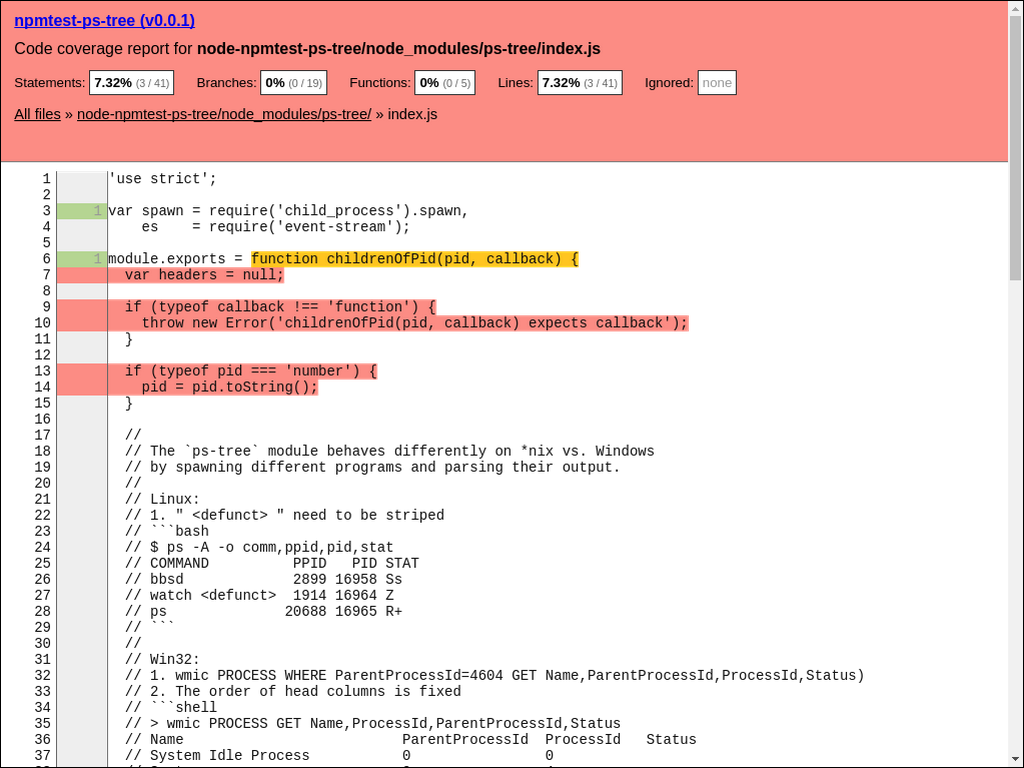 npmtest-ps-tree (v0.0.1)
Code coverage report for node-npmtest-ps-tree/node_modules/ps-tree/index.js
Statements: 7.32% (3 / 41) Branches: 0% (0 / 19) Functions: 0% (0 / 5) Lines: 7.32% (3 / 41) Ignored: none
All files » node-npmtest-ps-tree/node_modules/ps-tree/ » index.js
1 'use strict';
2
3 1 var spawn = require('child_process').spawn,
4     es    = require('event-stream');
5
6 1 module.exports = function childrenOfPid(pid, callback) {
7   var headers = null;
8
9   if (typeof callback !== 'function') {
10     throw new Error('childrenOfPid(pid, callback) expects callback');
11   }
12
13   if (typeof pid === 'number') {
14     pid = pid.toString();
15   }
16
17   //
18   // The `ps-tree` module behaves differently on *nix vs. Windows
19   // by spawning different programs and parsing their output.
20   //
21   // Linux:
22   // 1. " <defunct> " need to be striped
23   // ```bash
24   // $ ps -A -o comm,ppid,pid,stat
25   // COMMAND          PPID   PID STAT
26   // bbsd             2899 16958 Ss
27   // watch <defunct>  1914 16964 Z
28   // ps              20688 16965 R+
29   // ```
30   //
31   // Win32:
32   // 1. wmic PROCESS WHERE ParentProcessId=4604 GET Name,ParentProcessId,ProcessId,Status)
33   // 2. The order of head columns is fixed
34   // ```shell
35   // > wmic PROCESS GET Name,ProcessId,ParentProcessId,Status
36   // Name                          ParentProcessId  ProcessId   Status
37   // System Idle Process           0                0